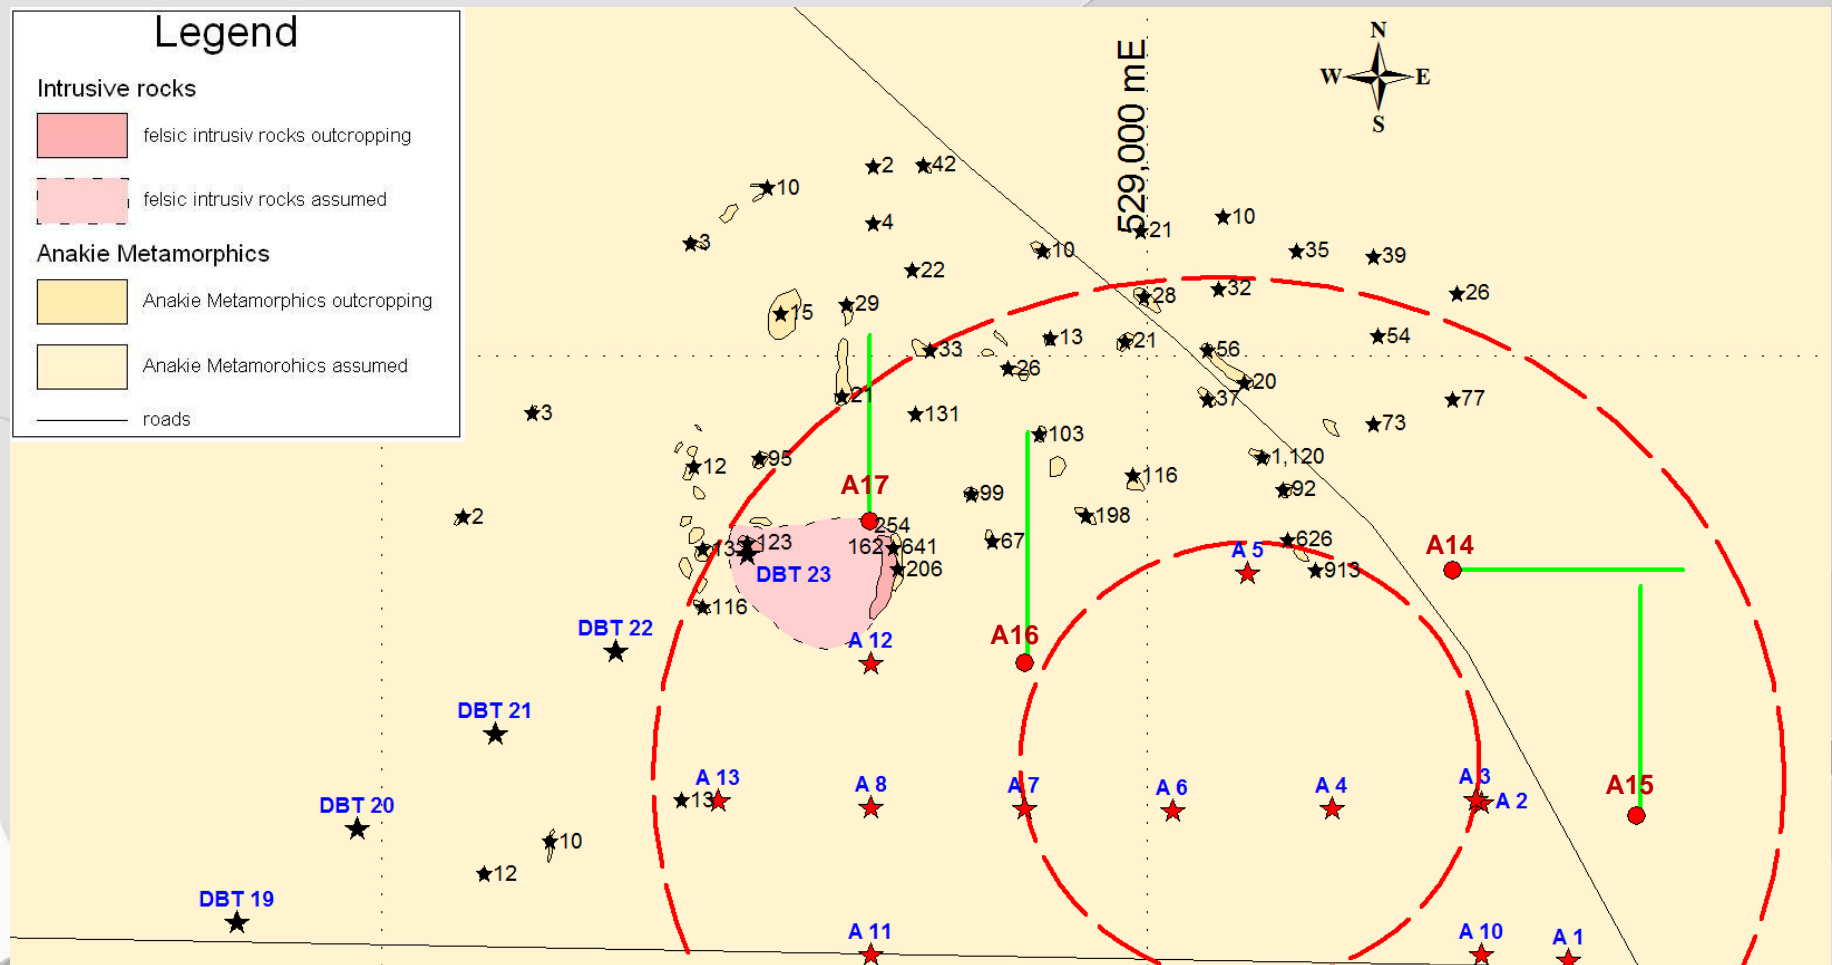 Legend
Intrusive rocks
felsic intrusiv rocks outcropping
felsic intrusiv rocks assumed
Anakie Metamorphics
Anakie Metamorphics outcropping
Anakie Metamorohics assumed
roads
529,000 mE
N
W E
S
2 42
10
4
3
10
21
10
35
39
22
15
29
28
32
26
33
13
21
56
54
26
20
21
37
77
3
131
73
103
12
95
1,120
116
92
A17
99
2
198
254
123
133
162
641
67
626
A 5
A14
DBT 23
206
913
116
DBT 22
A 12
A16
DBT 21
A 13
13
A 8
A 7
A 6
A 4
A 3
A 2
A15
DBT 20
10
12
DBT 19
A 11
A 10
A 1